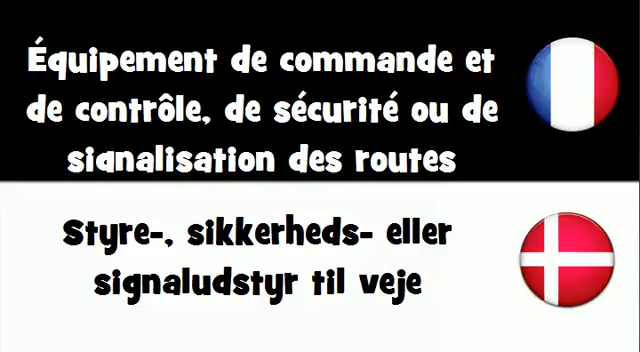 Équipement de commande et
de contrôle, de sécurité ou de
signalisation des routes
Styre-, sikkerheds- eller
signaludstyr til veje